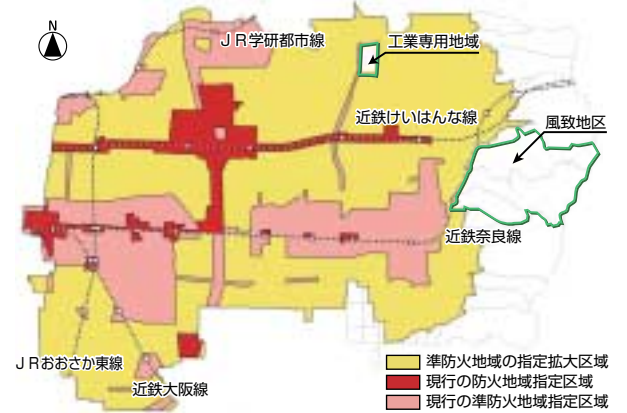 N
JR学研都市線
工業専用地域
近鉄けいはんな線
風致地区
近鉄奈良線
JRおおさか東線
近鉄大阪線
準防火地域の指定拡大区域
現行の防火地域指定区域
現行の準防火地域指定区域